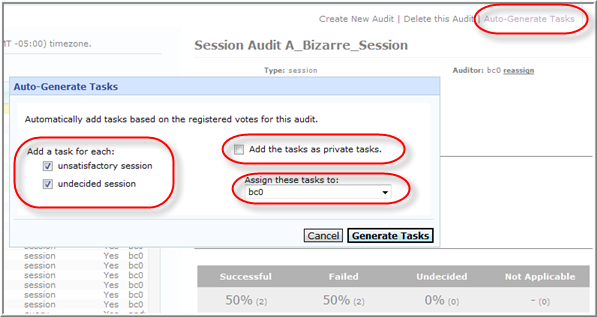 Create New Audit | Delete this Audit | Auto-Generate Tasks
MT -05:00) timezone.
Session Audit A_Bizarre_Session
Type: session
Auditor: bc0 reassign
Auto-Generate Tasks
Automatically add tasks based on the registered votes for this audit.
Add a task for each:
unsatisfactory session
undecided session
Add the tasks as private tasks.
Assign these tasks to:
bc0
Cancel
Generate Tasks
session Yes bc0
session Yes bc0
session Yes bc0
session Yes bc0
session Yes bc0
session Yes bc0
Successful Failed Undecided Not Applicable
50% (2) 50% (2) 0% (0) - (0)